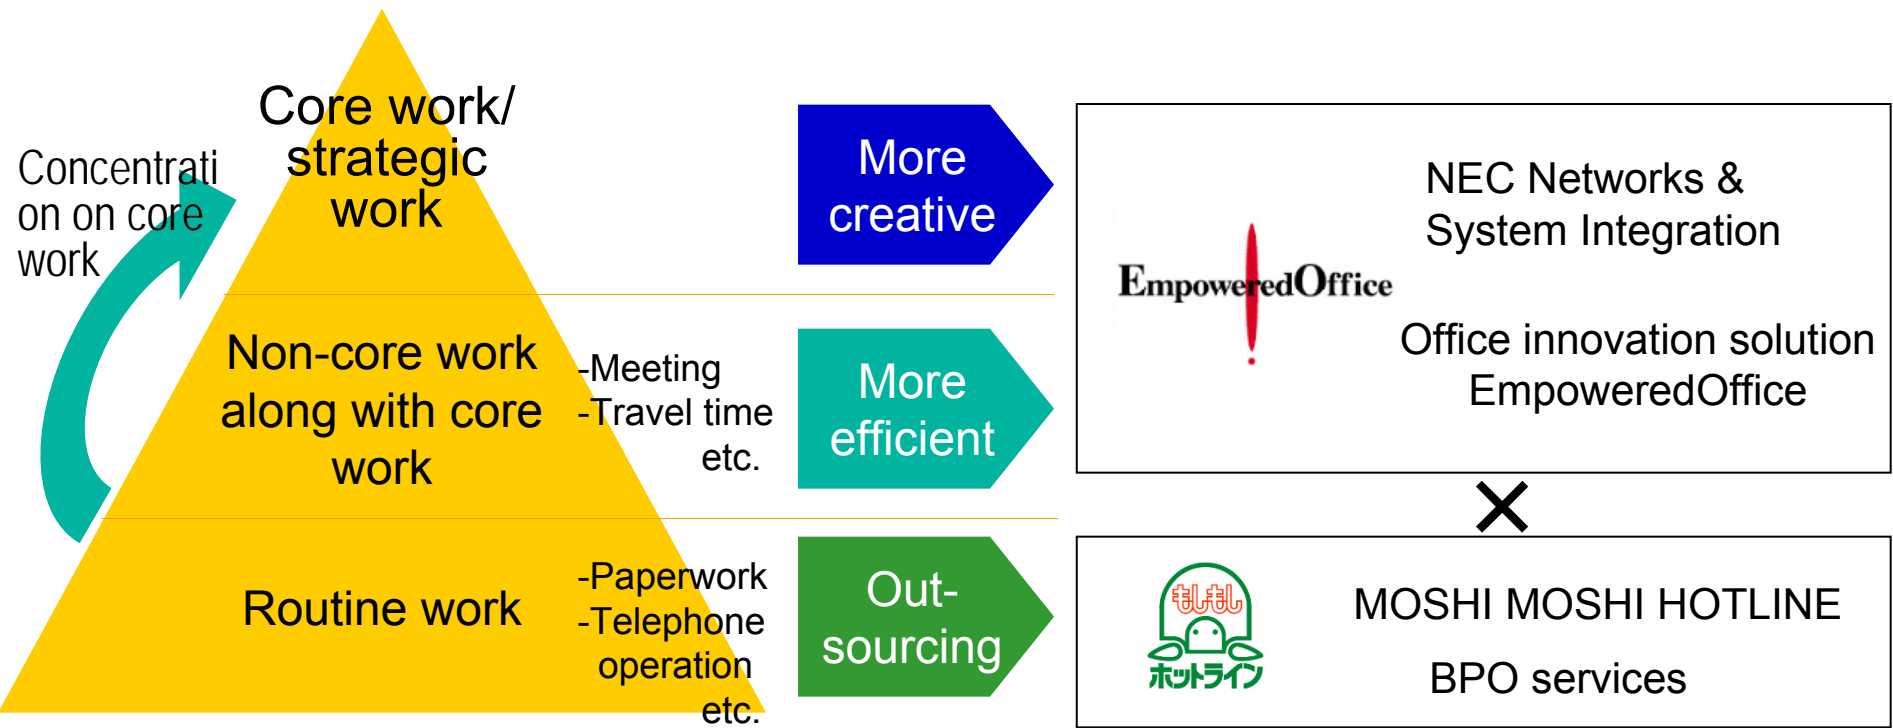 Concentrati
on on core
work
Core work/
strategic
work
More
creative
NEC Networks &
System Integration
EmpoweredOffice
Office innovation solution
EmpoweredOffice
Non-core work
along with core
work
-Meeting
-Travel time
etc.
More
efficient
×
Routine work
-Paperwork
-Telephone
operation
etc.
Out-
sourcing
もしもし
ホットライン
MOSHI MOSHI HOTLINE
BPO services